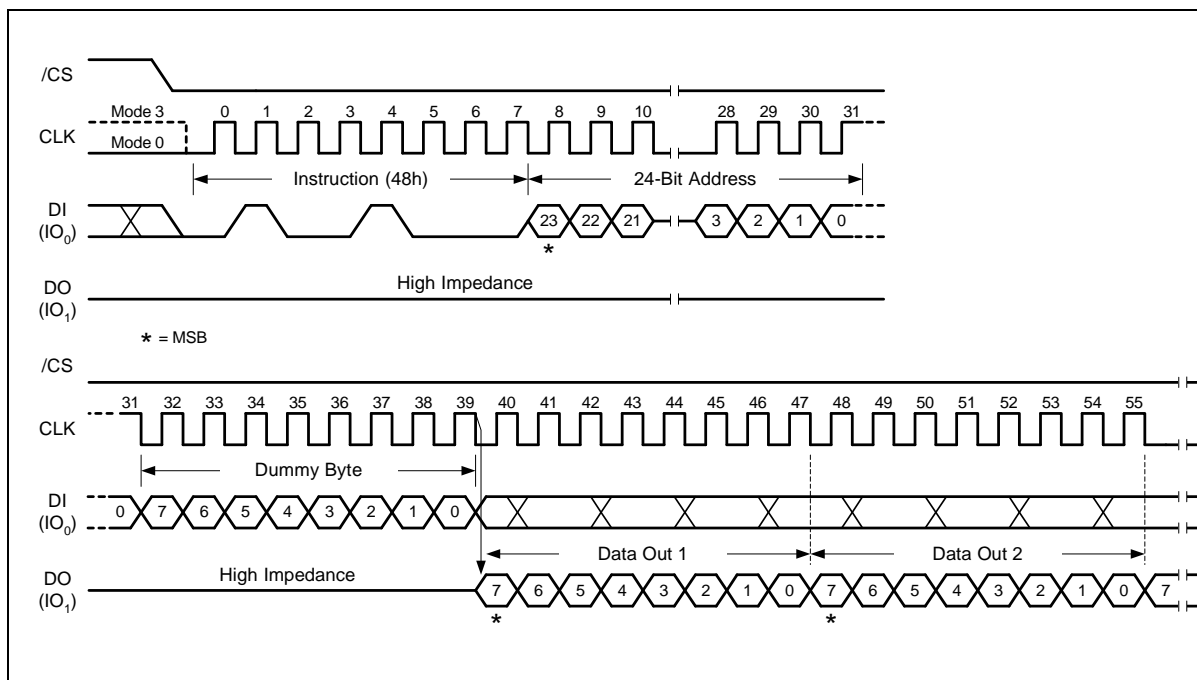 /CS
Mode 3 0 1 2 3 4 5 6 7 8 9 10 28 29 30 31
CLK
Mode 0
Instruction (48h) 24-Bit Address
DI
(IO0)
23 22 21 3 2 1 0
*
High Impedance
DO
(IO1)
* = MSB
/CS
31 32 33 34 35 36 37 38 39 40 41 42 43 44 45 46 47 48 49 50 51 52 53 54 55
CLK
Dummy Byte
DI
(IO0)
0 7 6 5 4 3 2 1 0
Data Out 1 Data Out 2
High Impedance
DO
(IO1)
7 6 5 4 3 2 1 0 7 6 5 4 3 2 1 0 7
* *